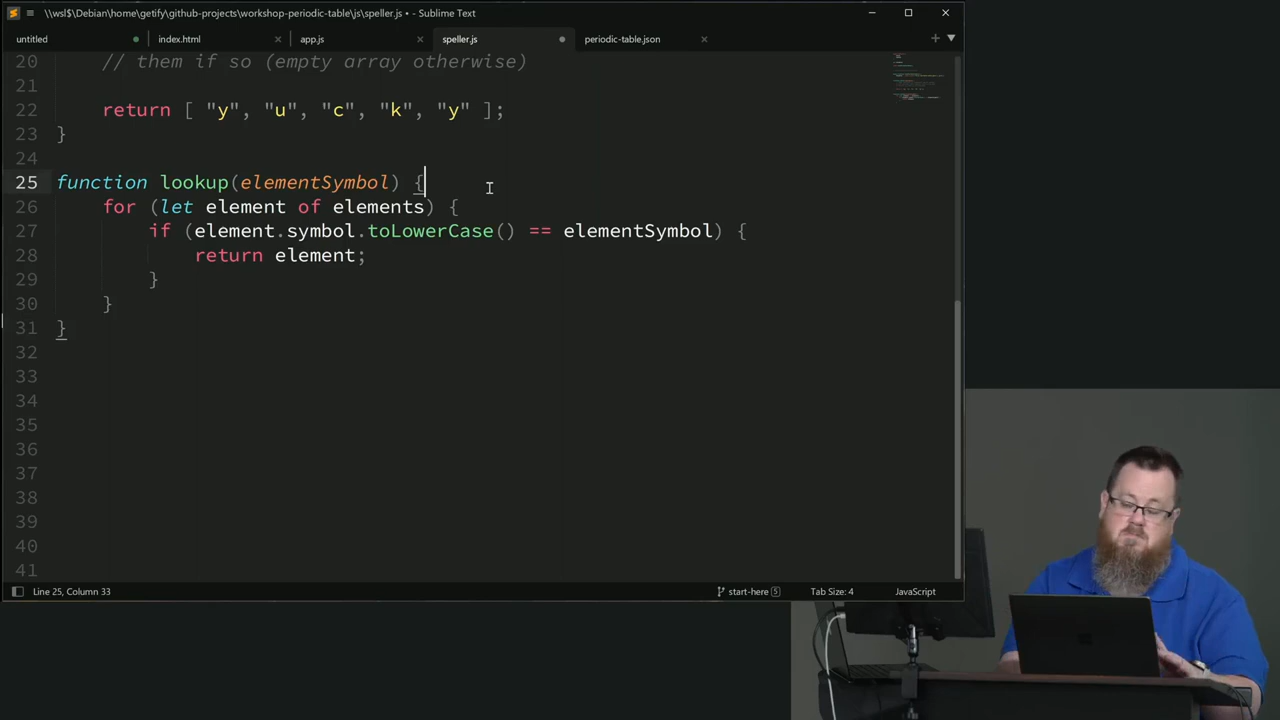 \\wsl$\Debian\home\getify\github-projects\workshop-periodic-table\js\speller.js • - Sublime Text
untitled index.html app.js speller.js periodic-table.json
20 // them if so (empty array otherwise)
21
22 return [ "y", "u", "c", "k", "y" ];
23 }
24
25 function lookup(elementSymbol) {
26 for (let element of elements) {
27 if (element.symbol.toLowerCase() == elementSymbol) {
28 return element;
29 }
30 }
31 }
32
33
34
35
36
37
38
39
40
41
Line 25, Column 33 start-here 5 Tab Size: 4 JavaScript